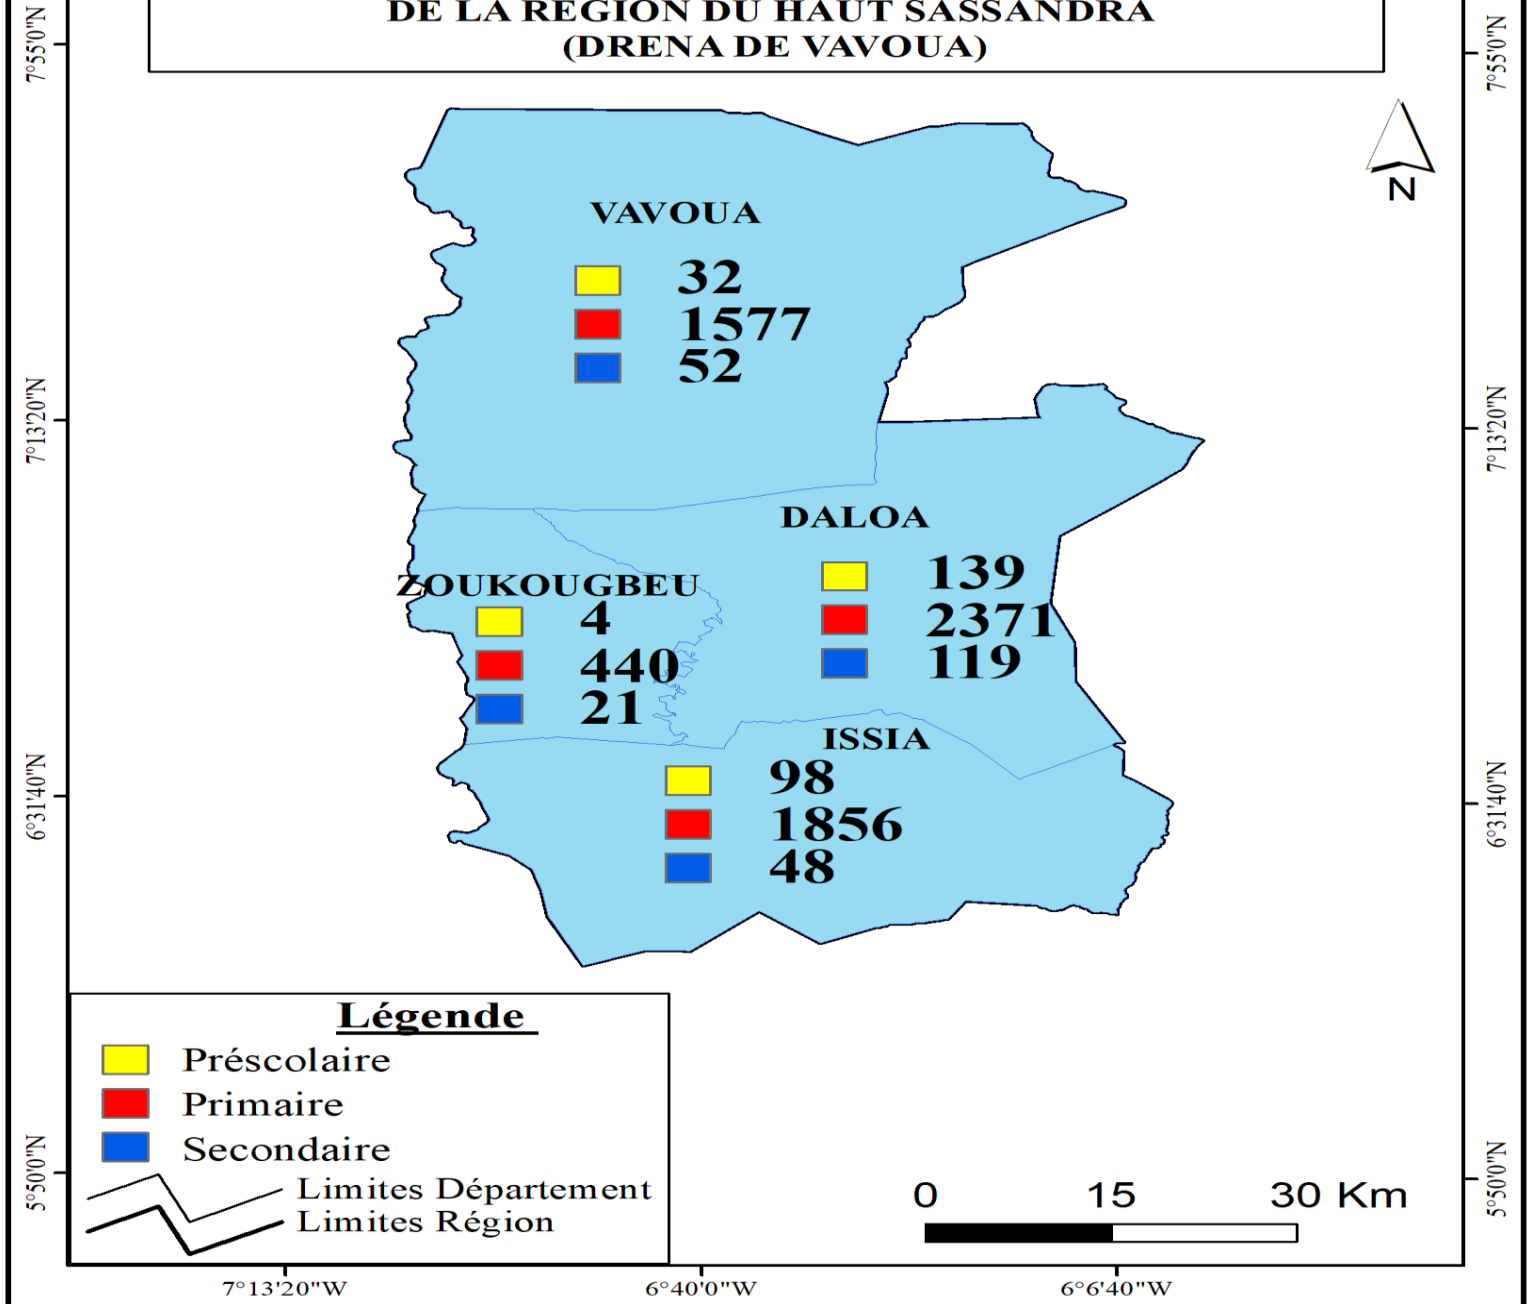 DE LA REGION DU HAUT SASSANDRA
(DRENA DE VAVOUA)
7°55'0"N
7°55'0"N
N
VAVOUA
32
1577
52
7°13'20"N
7°13'20"N
DALOA
139
2371
119
ZOUKOUGBEU
4
440
21
ISSIA
98
1856
48
6°31'40"N
6°31'40"N
Légende
Préscolaire
Primaire
Secondaire
Limites Département
Limites Région
5°50'0"N
5°50'0"N
0 15 30 Km
7°13'20"W 6°40'0"W 6°6'40"W